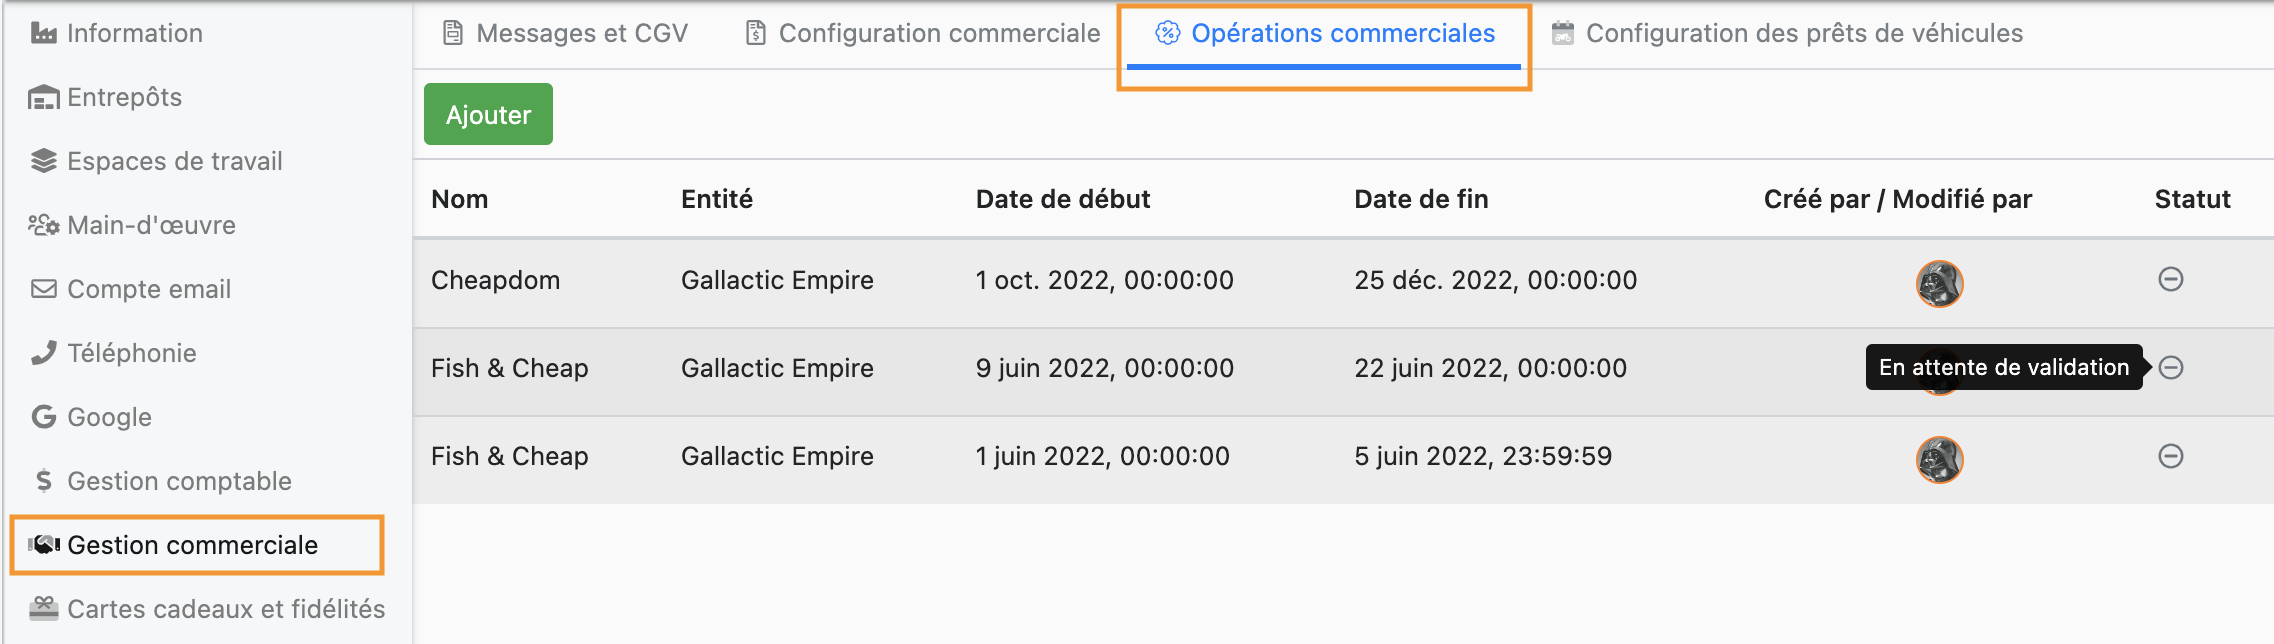 Information
Entrepôts
Espaces de travail
Main-d'œuvre
Compte email
Téléphonie
Google
Gestion comptable
Gestion commerciale
Cartes cadeaux et fidélités
Messages et CGV
Configuration commerciale
Opérations commerciales
Configuration des prêts de véhicules
Ajouter
Nom Entité Date de début Date de fin Créé par / Modifié par Statut
Cheapdom Gallactic Empire 1 oct. 2022, 00:00:00 25 déc. 2022, 00:00:00
Fish & Cheap Gallactic Empire 9 juin 2022, 00:00:00 22 juin 2022, 00:00:00 En attente de validation
Fish & Cheap Gallactic Empire 1 juin 2022, 00:00:00 5 juin 2022, 23:59:59